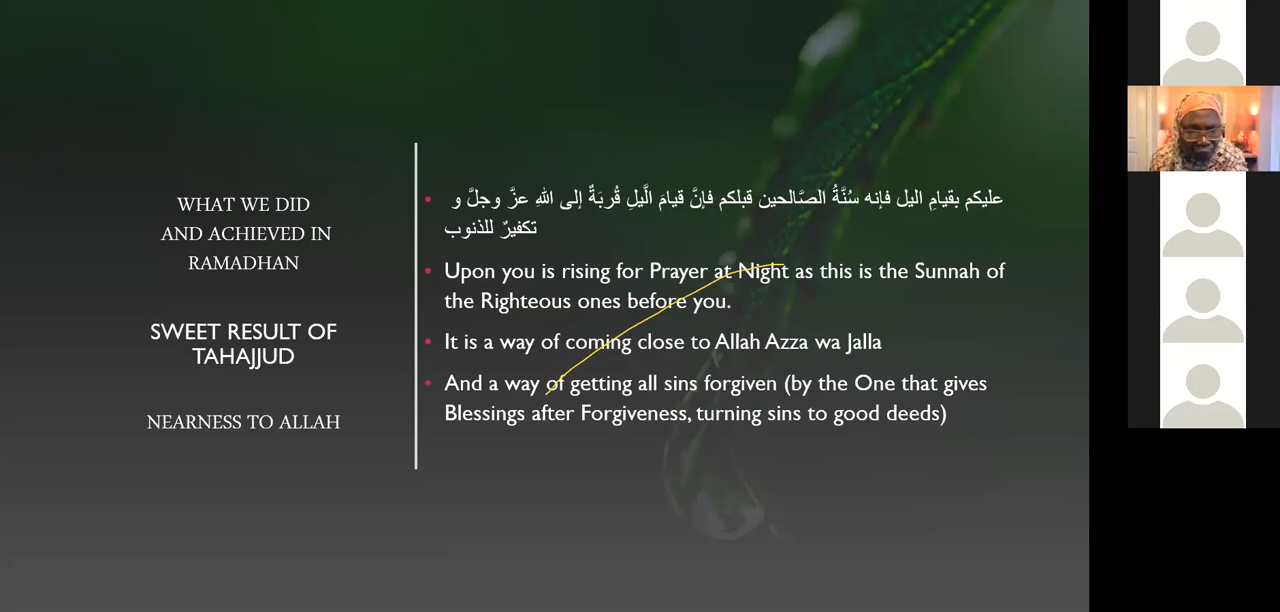 WHAT WE DID
AND ACHIEVED IN
RAMADHAN
SWEET RESULT OF
TAHAJJUD
NEARNESS TO ALLAH
عليكم بقيامِ اليل فإنه سُنَّةُ الصَّالحين قبلكم فإنَّ قيامَ الَّيلِ قُربَةٌ إلى اللهِ عزَّ وجلَّ و
تكفيرٌ للذنوب
Upon you is rising for Prayer at Night as this is the Sunnah of
the Righteous ones before you.
It is a way of coming close to Allah Azza wa Jalla
And a way of getting all sins forgiven (by the One that gives
Blessings after Forgiveness, turning sins to good deeds)